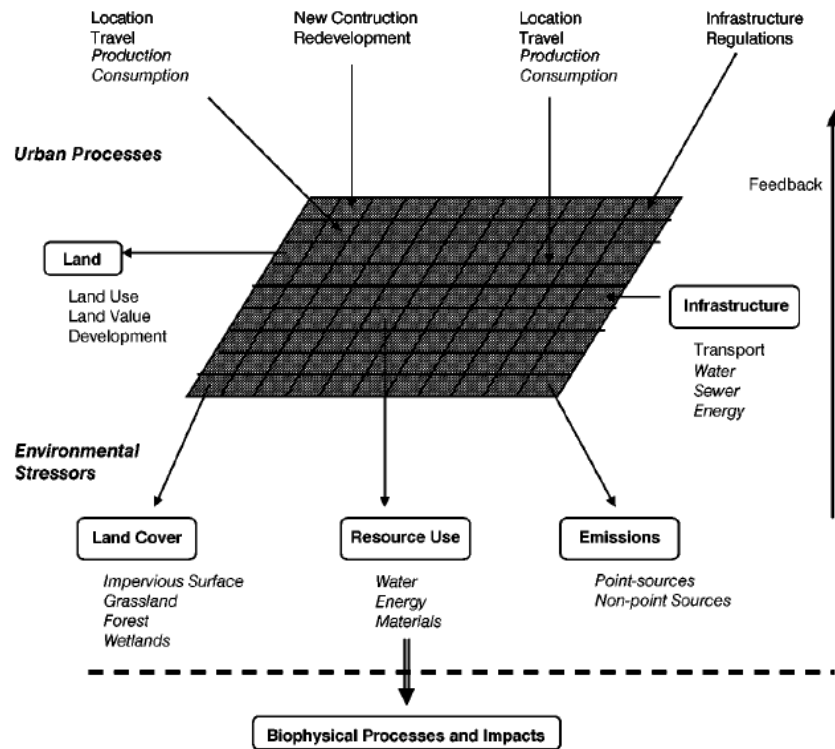 Location
Travel
Production
Consumption
New Contruction
Redevelopment
Location
Travel
Production
Consumption
Infrastructure
Regulations
Urban Processes
Feedback
Land
Land Use
Land Value
Development
Infrastructure
Transport
Water
Sewer
Energy
Environmental
Stressors
Land Cover
Impervious Surface
Grassland
Forest
Wetlands
Resource Use
Water
Energy
Materials
Emissions
Point-sources
Non-point Sources
Biophysical Processes and Impacts